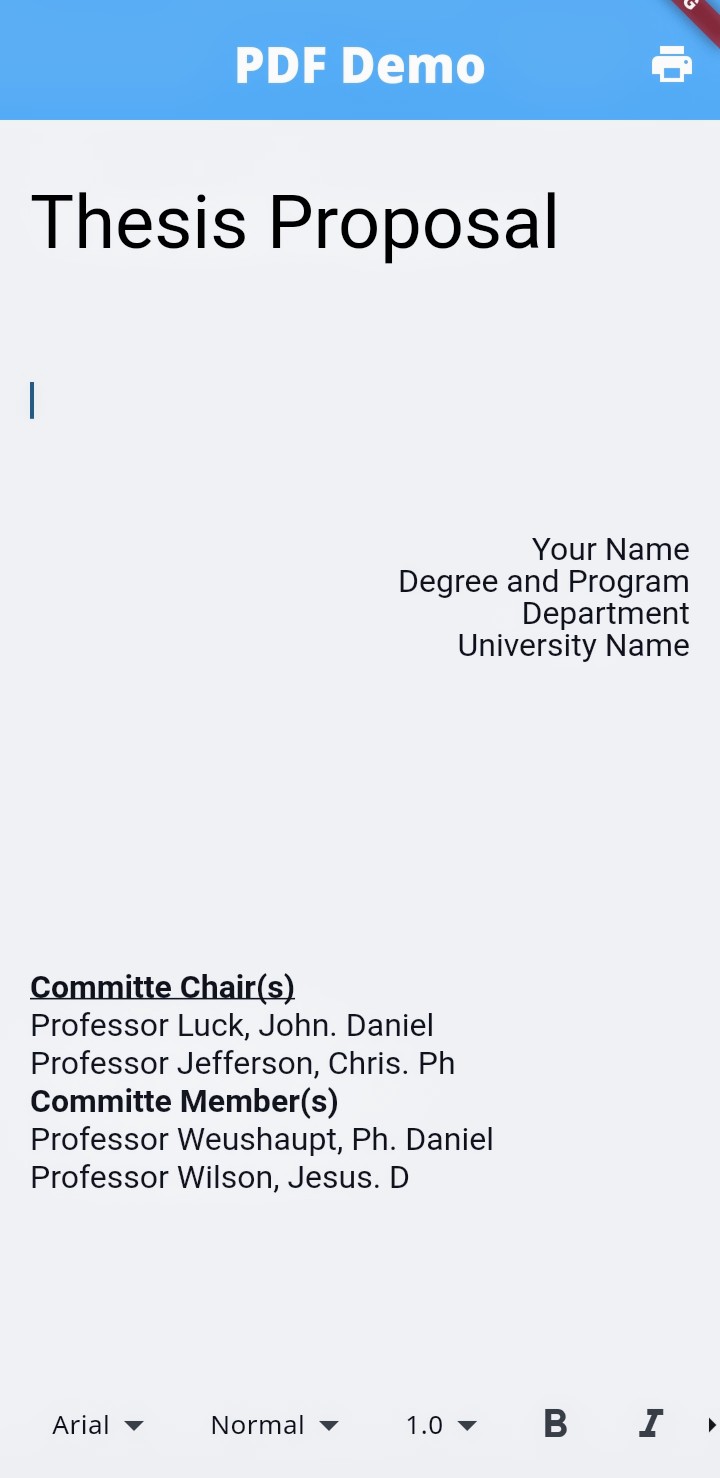 PDF Demo
Thesis Proposal
Your Name
Degree and Program
Department
University Name
Committe Chair(s)
Professor Luck, John. Daniel
Professor Jefferson, Chris. Ph
Committe Member(s)
Professor Weushaupt, Ph. Daniel
Professor Wilson, Jesus. D
Arial Normal 1.0 B I